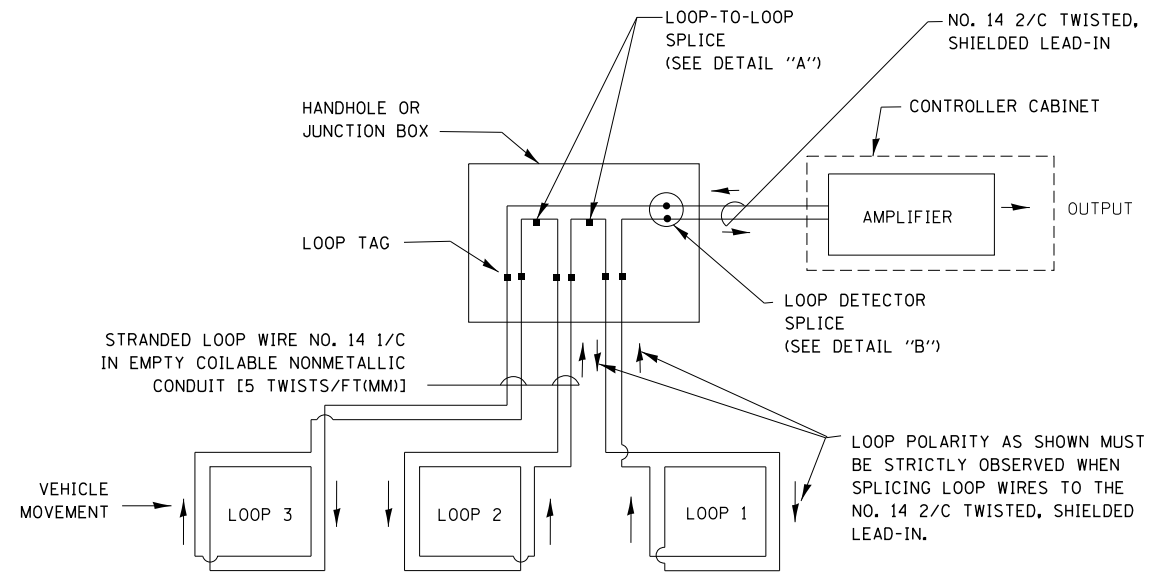 LOOP-TO-LOOP
SPLICE
(SEE DETAIL "A")
NO. 14 2/C TWISTED,
SHIELDED LEAD-IN
HANDHOLE OR
JUNCTION BOX
CONTROLLER CABINET
AMPLIFIER
OUTPUT
LOOP TAG
LOOP DETECTOR
SPLICE
(SEE DETAIL "B")
STRANDED LOOP WIRE NO. 14 1/C
IN EMPTY COILABLE NONMETALLIC
CONDUIT [5 TWISTS/FT(MM)]
LOOP POLARITY AS SHOWN MUST
BE STRICTLY OBSERVED WHEN
SPLICING LOOP WIRES TO THE
NO. 14 2/C TWISTED, SHIELDED
LEAD-IN.
VEHICLE
MOVEMENT
LOOP 3
LOOP 2
LOOP 1